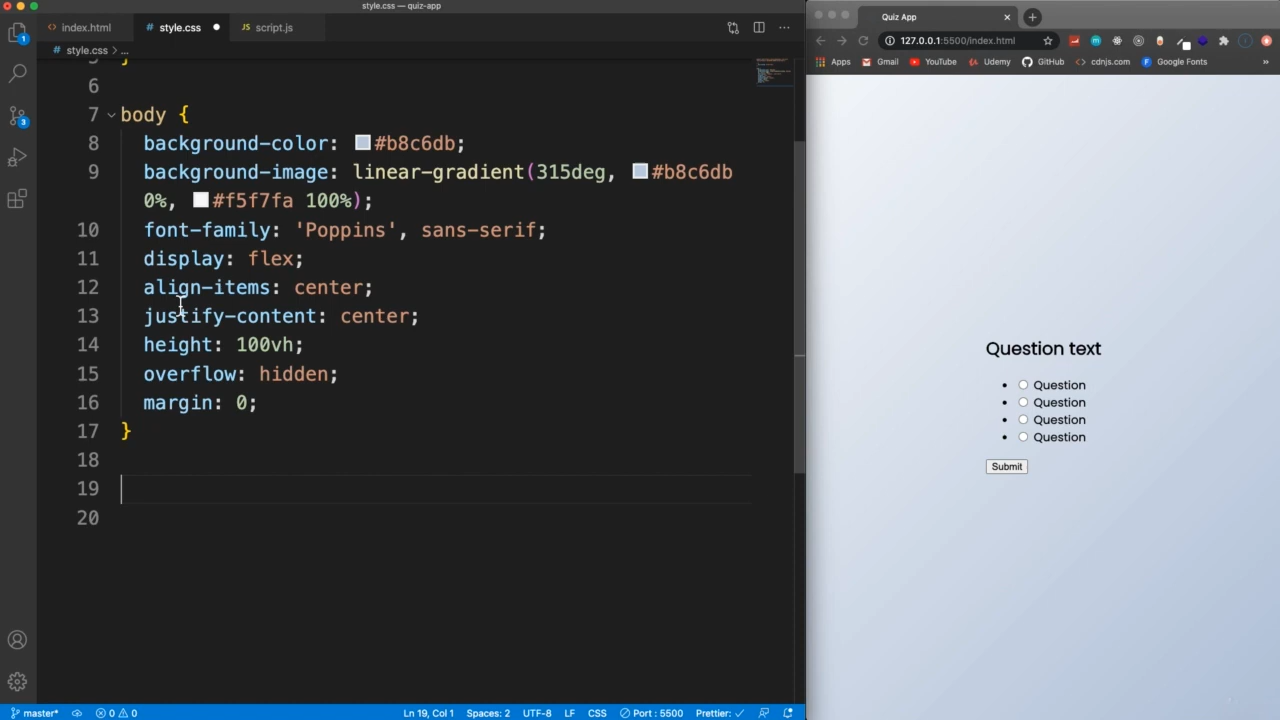 style.css — quiz-app
index.html
style.css
JS script.js
# style.css > ...
5 }
6
7 body {
8 background-color: #b8c6db;
9 background-image: linear-gradient(315deg, #b8c6db
0%, #f5f7fa 100%);
10 font-family: 'Poppins', sans-serif;
11 display: flex;
12 align-items: center;
13 justify-content: center;
14 height: 100vh;
15 overflow: hidden;
16 margin: 0;
17 }
18
19
20
1
3
master* 0 0
Ln 19, Col 1 Spaces: 2 UTF-8 LF CSS Port : 5500 Prettier: ✓
Quiz App
127.0.0.1:5500/index.html
Apps Gmail YouTube Udemy GitHub cdnjs.com Google Fonts »
Question text
• Question
• Question
• Question
• Question
Submit